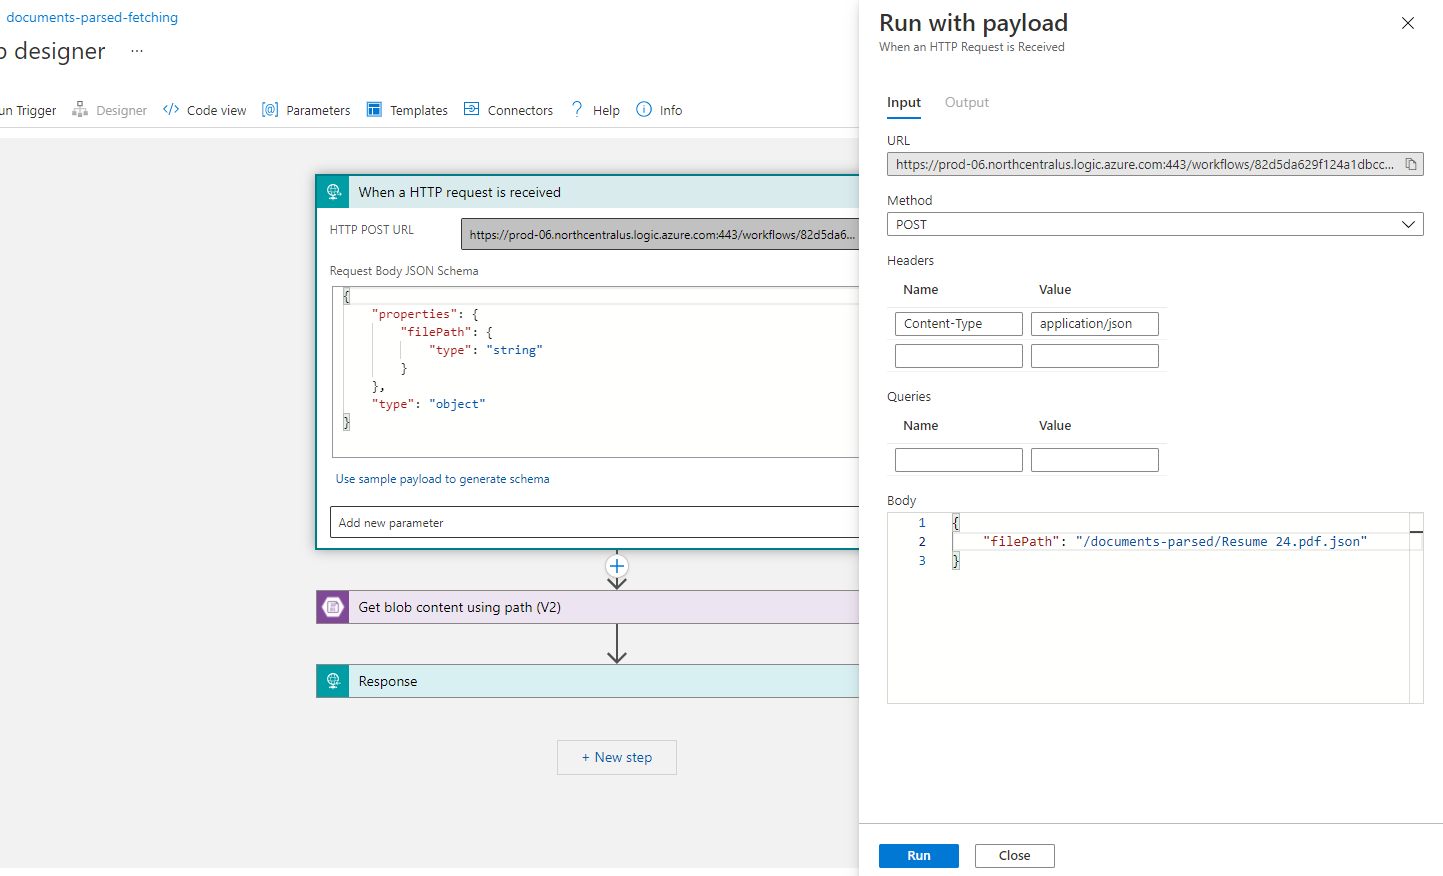 documents-parsed-fetching
designer ...
un Trigger Designer </> Code view [@] Parameters Templates Connectors ? Help Info
When a HTTP request is received
HTTP POST URL
https://prod-06.northcentralus.logic.azure.com:443/workflows/82d5da6...
Request Body JSON Schema
{
"properties": {
"filePath": {
"type": "string"
}
},
"type": "object"
}
Use sample payload to generate schema
Add new parameter
Get blob content using path (V2)
Response
+ New step
Run with payload
When an HTTP Request is Received
Input Output
URL
https://prod-06.northcentralus.logic.azure.com:443/workflows/82d5da629f124a1dbcc...
Method
POST
Headers
Name Value
Content-Type application/json
Queries
Name Value
Body
1 {
2 "filePath": "/documents-parsed/Resume 24.pdf.json"
3 }
Run Close